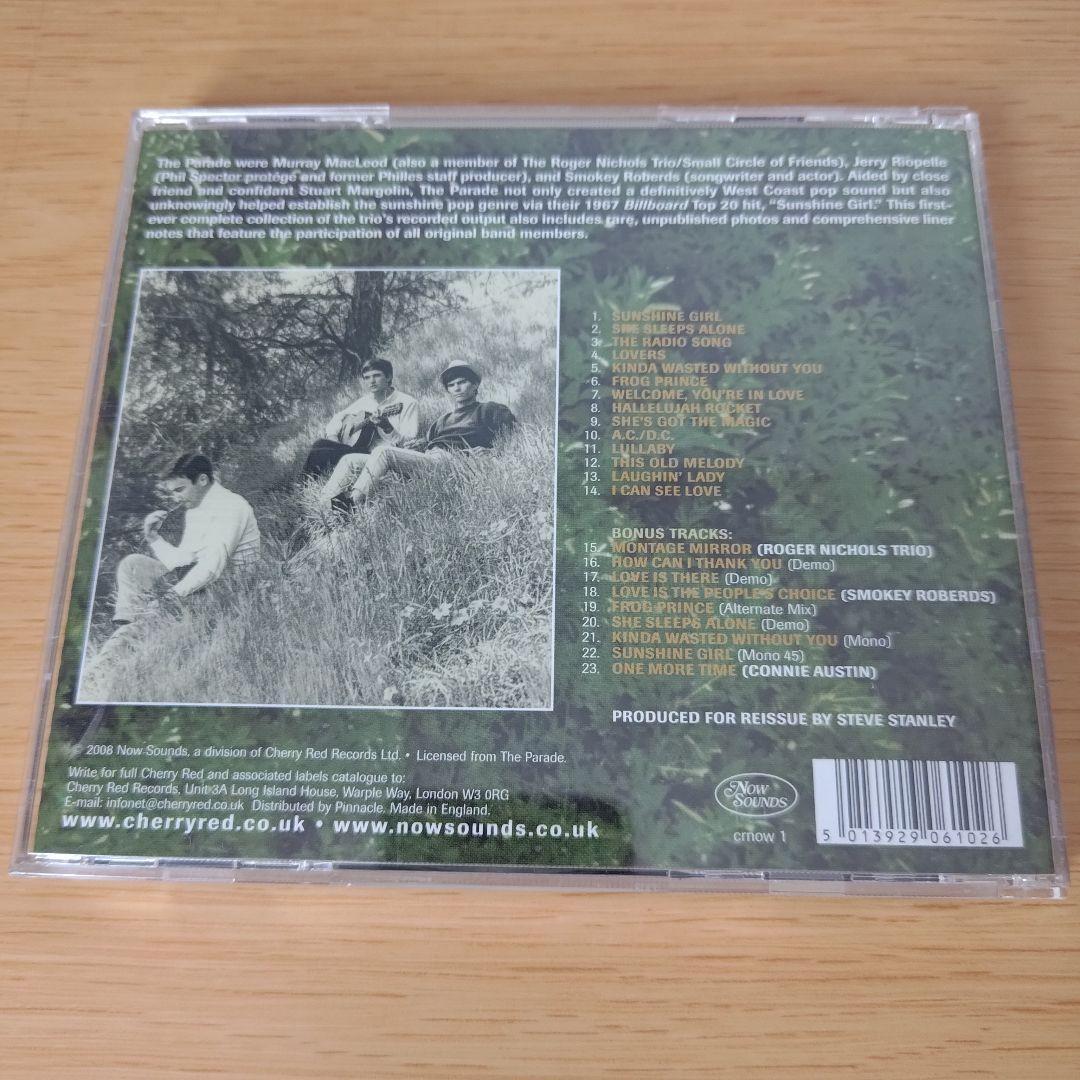 The Parade were Murray MacLeod (also a member of The Roger Nichols Trio/Small Circle of Friends), Jerry Riopelle
(Phil Spector protégé and former Philles staff producer), and Smokey Roberds (songwriter and actor). Aided by close
friend and confidant Stuart Margolin, The Parade not only created a definitively West Coast pop sound but also
unknowingly helped establish the sunshine pop genre via their 1967 Billboard Top 20 hit, "Sunshine Girl." This first-
ever complete collection of the trio's recorded output also includes rare, unpublished photos and comprehensive liner
notes that feature the participation of all original band members.
1. SUNSHINE GIRL
2. SHE SLEEPS ALONE
3. THE RADIO SONG
4. LOVERS
5. KINDA WASTED WITHOUT YOU
6. FROG PRINCE
7. WELCOME, YOU'RE IN LOVE
8. HALLELUJAH ROCKET
9. SHE'S GOT THE MAGIC
10. A.C./D.C.
11. LULLABY
12. THIS OLD MELODY
13. LAUGHIN' LADY
14. I CAN SEE LOVE
BONUS TRACKS:
15. MONTAGE MIRROR (ROGER NICHOLS TRIO)
16. HOW CAN I THANK YOU (Demo)
17. LOVE IS THERE (Demo)
18. LOVE IS THE PEOPLE'S CHOICE (SMOKEY ROBERDS)
19. FROG PRINCE (Alternate Mix)
20. SHE SLEEPS ALONE (Demo)
21. KINDA WASTED WITHOUT YOU (Mono)
22. SUNSHINE GIRL (Mono 45)
23. ONE MORE TIME (CONNIE AUSTIN)
PRODUCED FOR REISSUE BY STEVE STANLEY
© 2008 Now Sounds, a division of Cherry Red Records Ltd. • Licensed from The Parade.
Write for full Cherry Red and associated labels catalogue to:
Cherry Red Records, Unit 3A Long Island House, Warple Way, London W3 0RG
E-mail: infonet@cherryred.co.uk Distributed by Pinnacle. Made in England.
www.cherryred.co.uk • www.nowsounds.co.uk
NOW SOUNDS
crnow 1
5 013929 061026